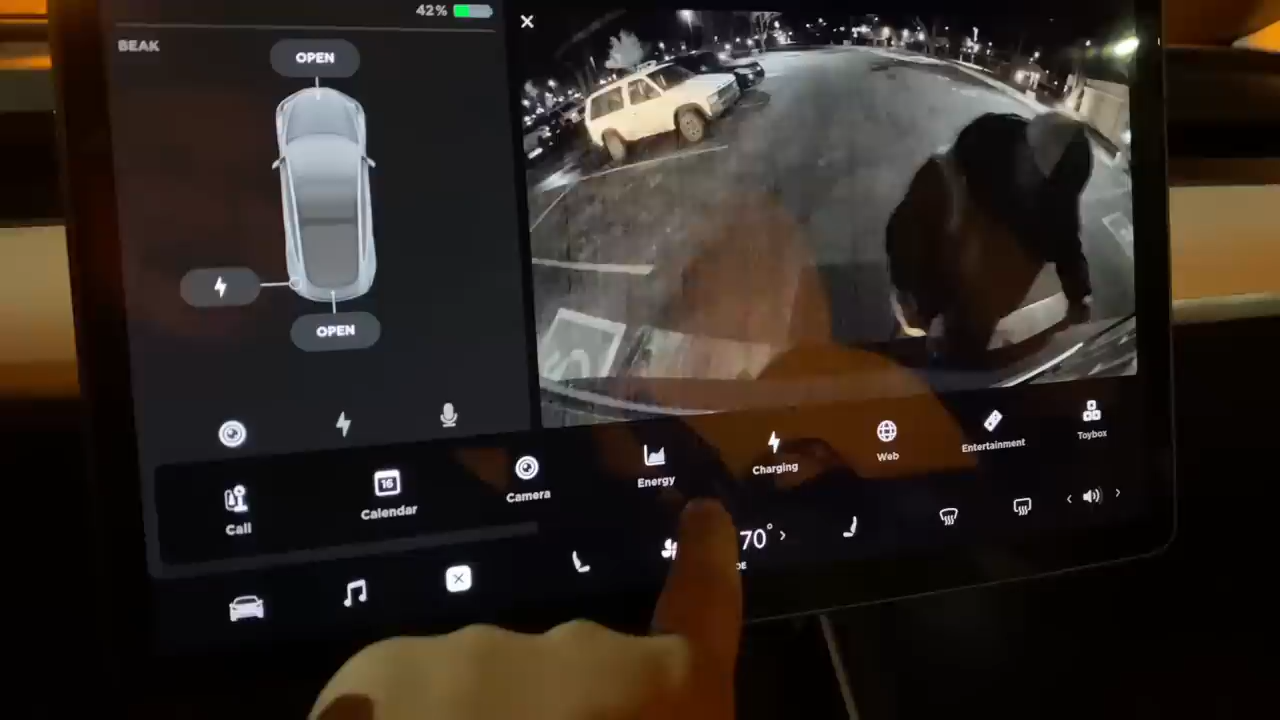 42%
BEAK
OPEN
OPEN
Call
16
Calendar
Camera
Energy
Charging
Web
Entertainment
Toybox
70°